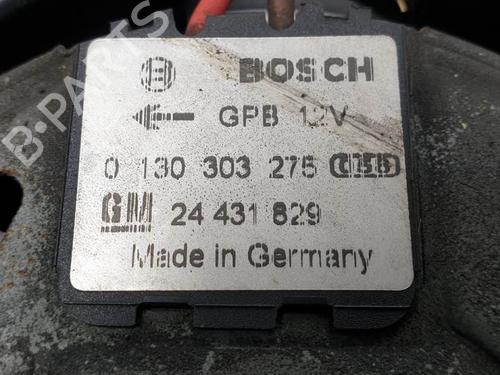 BOSCH
GPB 12V
0 130 303 275
GM 24 431 829
Made in Germany
B-Parts